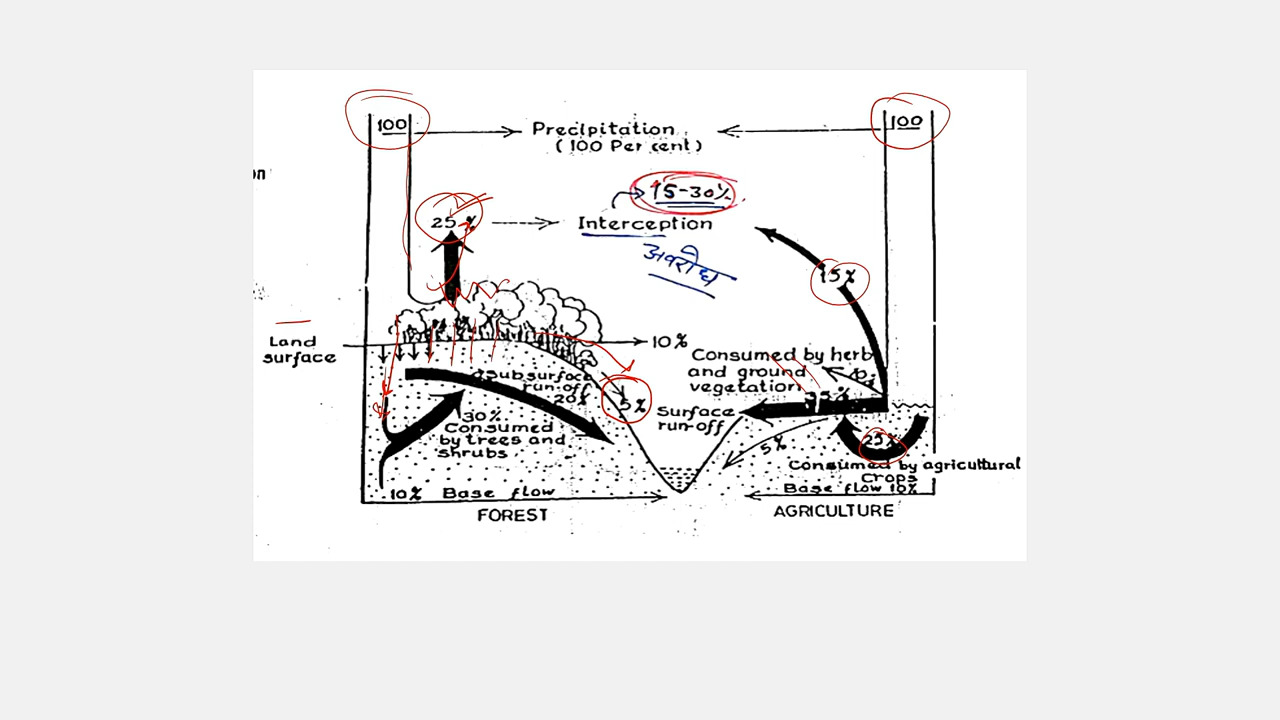 100
Precipitation
(100 Per cent)
100
on
15-30%
25%
Interception
अवरोध
15%
Land
surface
10%
Consumed by herb
and ground
vegetation
Subsurface
run-off
20%
5%
Surface
run-off
30%
Consumed
by trees and
shrubs
5%
25%
Consumed by agricultural
Crops
10% Base flow
Base flow 10%
FOREST
AGRICULTURE